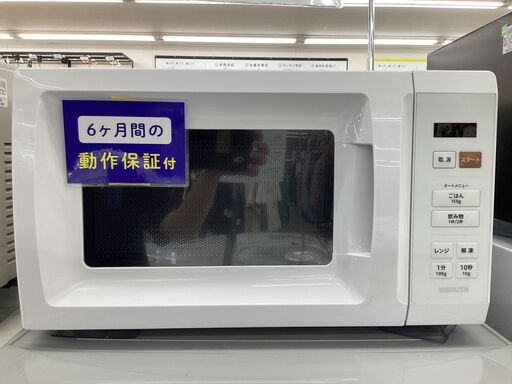 6ヶ月間の
動作保証付
取消
スタート
オートメニュー
ごはん
150g
飲み物
1杯/2杯
レンジ
解凍
1分
100g
10秒
10g
YAMAZEN